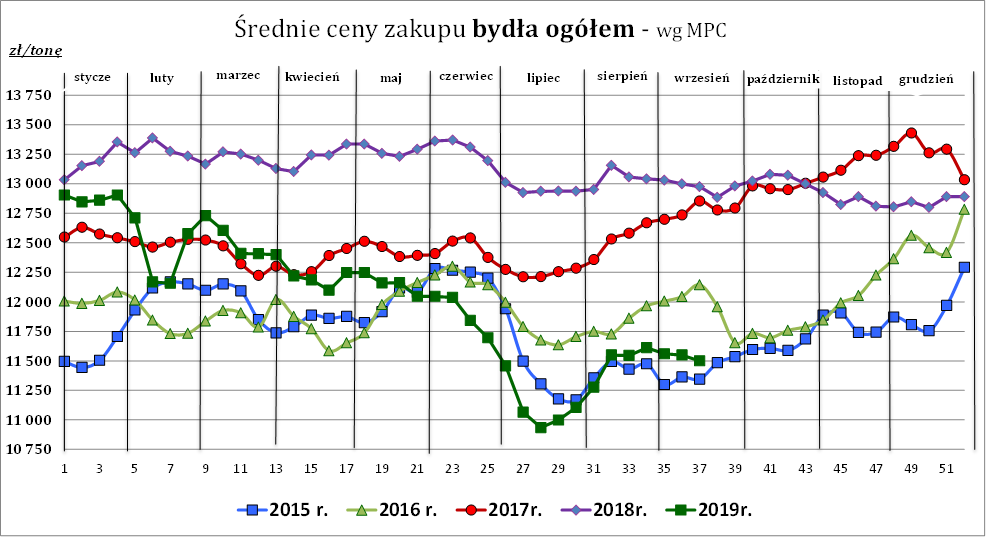 Średnie ceny zakupu bydła ogółem - wg MPC
zł/tonę
stycze luty marzec kwiecień maj czerwiec lipiec sierpień wrzesień październik listopad grudzień
13 750
13 500
13 250
13 000
12 750
12 500
12 250
12 000
11 750
11 500
11 250
11 000
10 750
1 3 5 7 9 11 13 15 17 19 21 23 25 27 29 31 33 35 37 39 41 43 45 47 49 51
2015 r. 2016 r. 2017r. 2018r. 2019r.